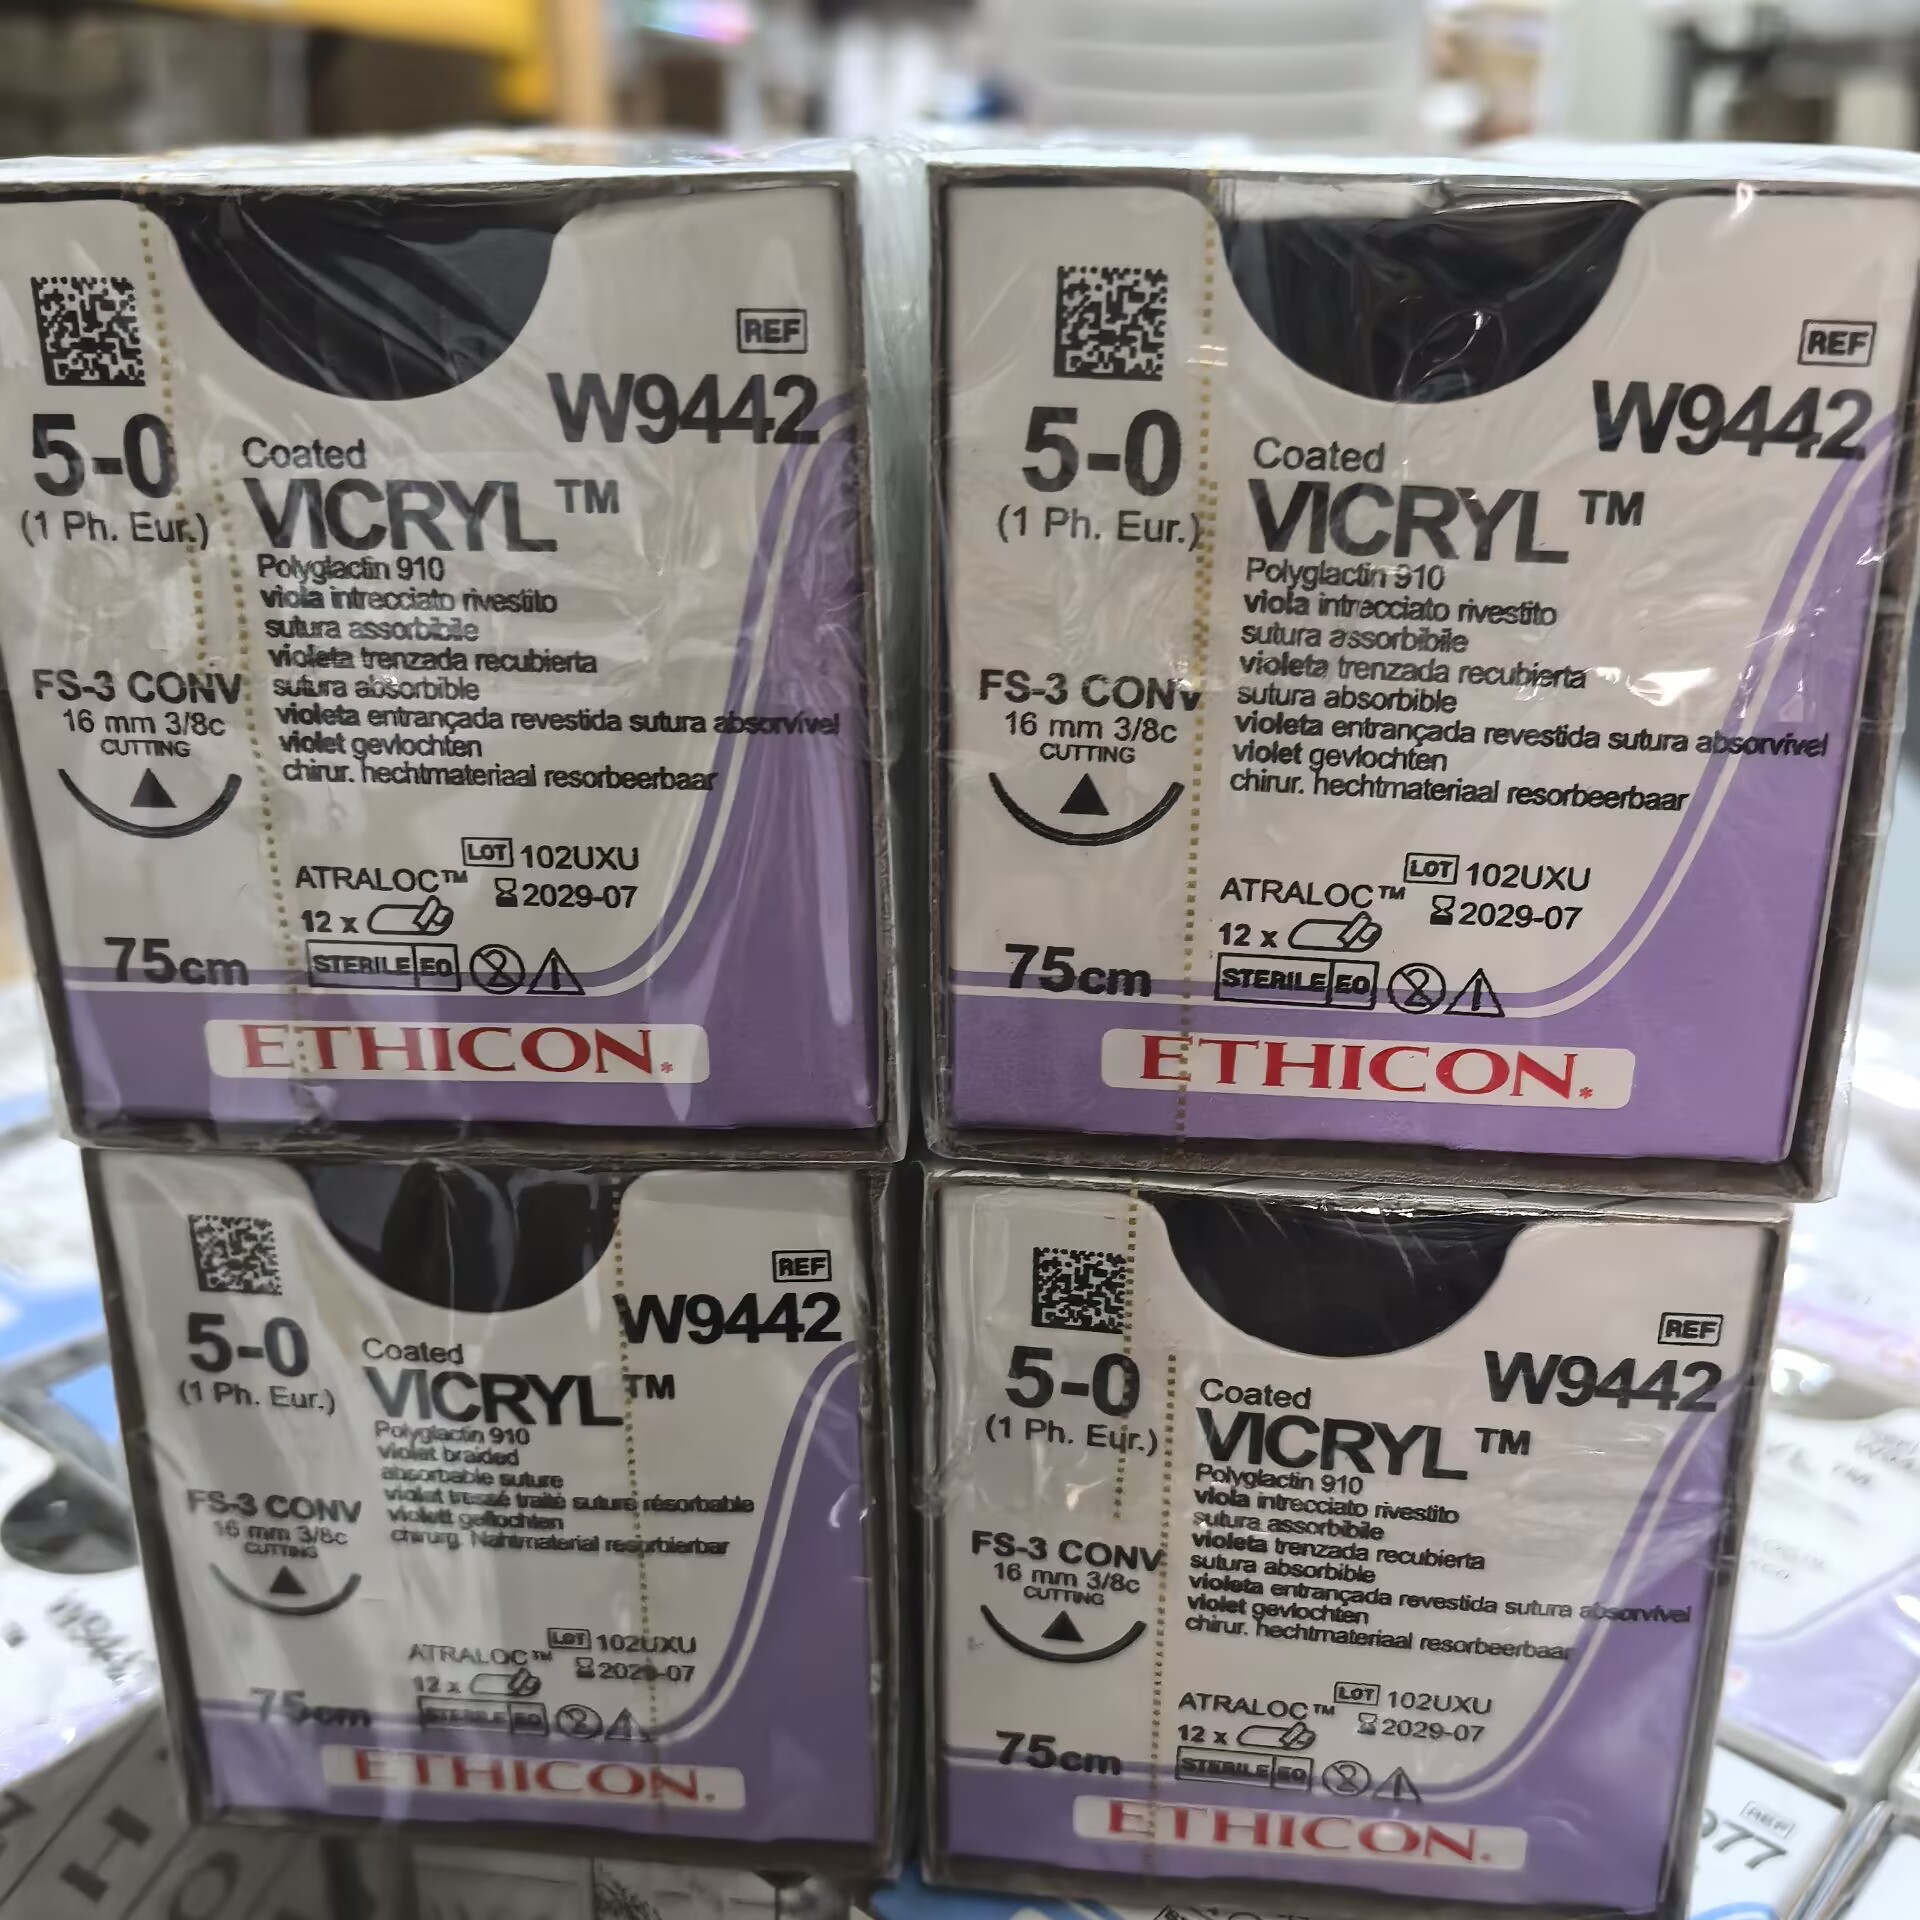 REF
W9442
5-0
(1 Ph. Eur.)
Coated
VICRYL™
Polyglactin 910
viola intrecciato rivestito
sutura assorbibile
violeta trenzada recubierta
sutura absorbible
violeta entrançada revestida sutura absorvível
violet gevlochten
chirur. hechtmateriaal resorbeerbaar
FS-3 CONV
16 mm 3/8c
CUTTING
LOT 102UXU
ATRALOC™
2029-07
12 x
75cm
STERILE EO
2
ETHICON
REF
W9442
5-0
(1 Ph. Eur.)
Coated
VICRYL™
Polyglactin 910
viola intrecciato rivestito
sutura assorbibile
violeta trenzada recubierta
sutura absorbible
violeta entrançada revestida sutura absorvível
violet gevlochten
chirur. hechtmateriaal resorbeerbaar
FS-3 CONV
16 mm 3/8c
CUTTING
LOT 102UXU
ATRALOC™
2029-07
12 x
75cm
STERILE EO
2
ETHICON
REF
W9442
5-0
(1 Ph. Eur.)
Coated
VICRYL™
Polyglactin 910
violet braided
absorbable suture
violet tressé traité suture résorbable
violett geflochten
chirurg. Nahtmaterial resorbierbar
FS-3 CONV
16 mm 3/8c
CUTTING
LOT 102UXU
ATRALOC™
2029-07
12 x
75cm
STERILE EO
2
ETHICON
REF
W9442
5-0
(1 Ph. Eur.)
Coated
VICRYL™
Polyglactin 910
viola intrecciato rivestito
sutura assorbibile
violeta trenzada recubierta
sutura absorbible
violeta entrançada revestida sutura absorvível
violet gevlochten
chirur. hechtmateriaal resorbeerbaar
FS-3 CONV
16 mm 3/8c
CUTTING
LOT 102UXU
ATRALOC™
2029-07
12 x
75cm
STERILE EO
2
ETHICON